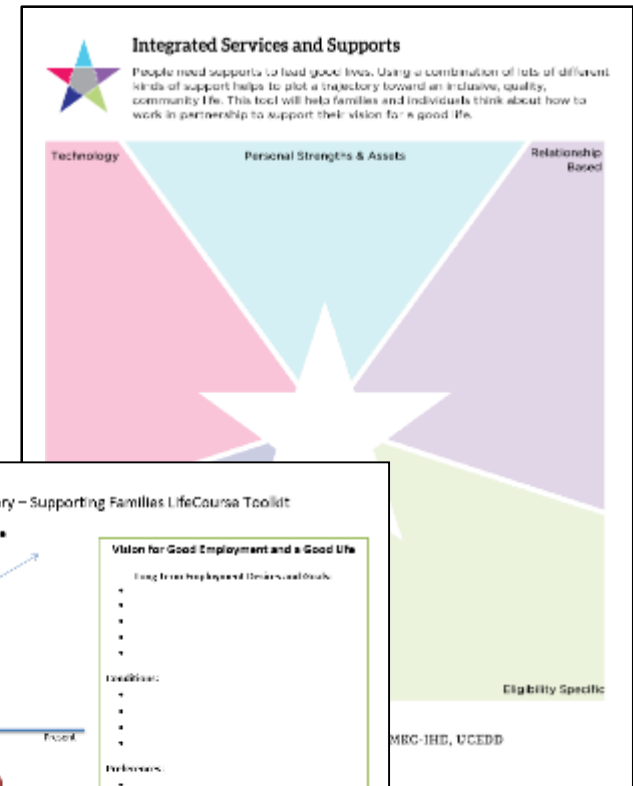 Integrated Services and Supports
People need supports to lead good lives. Using a combination of lots of different
kinds of support helps to plot a trajectory toward an inclusive, quality,
community life. This tool will help families and individuals think about how to
work in partnership to support their vision for a good life.
Technology
Personal Strengths & Assets
Relationship
Based
ry – Supporting Families LifeCourse Toolkit
Vision for Good Employment and a Good Life
Long Term Employment Desires and Goals:
Conditions:
Eligibility Specific
Present
MKC-IHD, UCEDD
Preferences: